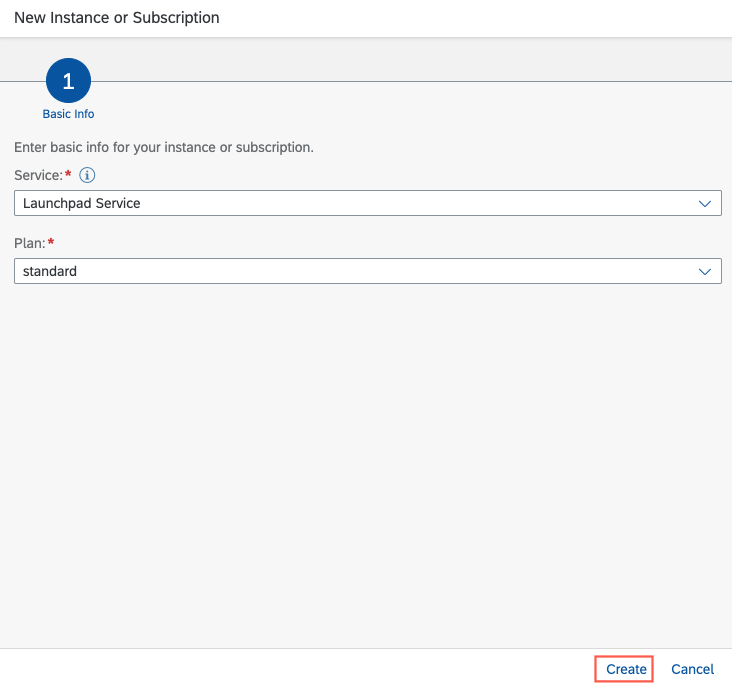 New Instance or Subscription
1
Basic Info
Enter basic info for your instance or subscription.
Service:* i
Launchpad Service
Plan:*
standard
Create Cancel